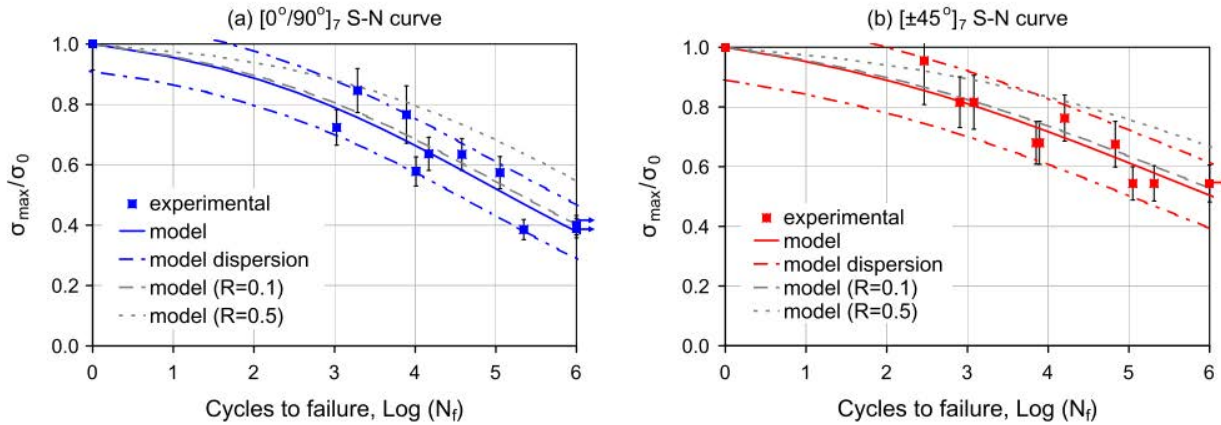 (a) [0°/90°]₇ S-N curve
1.0
0.8
0.6
0.4
0.2
0.0
σmax/σ₀
experimental
model
model dispersion
model (R=0.1)
model (R=0.5)
0 1 2 3 4 5 6
Cycles to failure, Log (Nf)
(b) [±45°]₇ S-N curve
1.0
0.8
0.6
0.4
0.2
0.0
σmax/σ₀
experimental
model
model dispersion
model (R=0.1)
model (R=0.5)
0 1 2 3 4 5 6
Cycles to failure, Log (Nf)